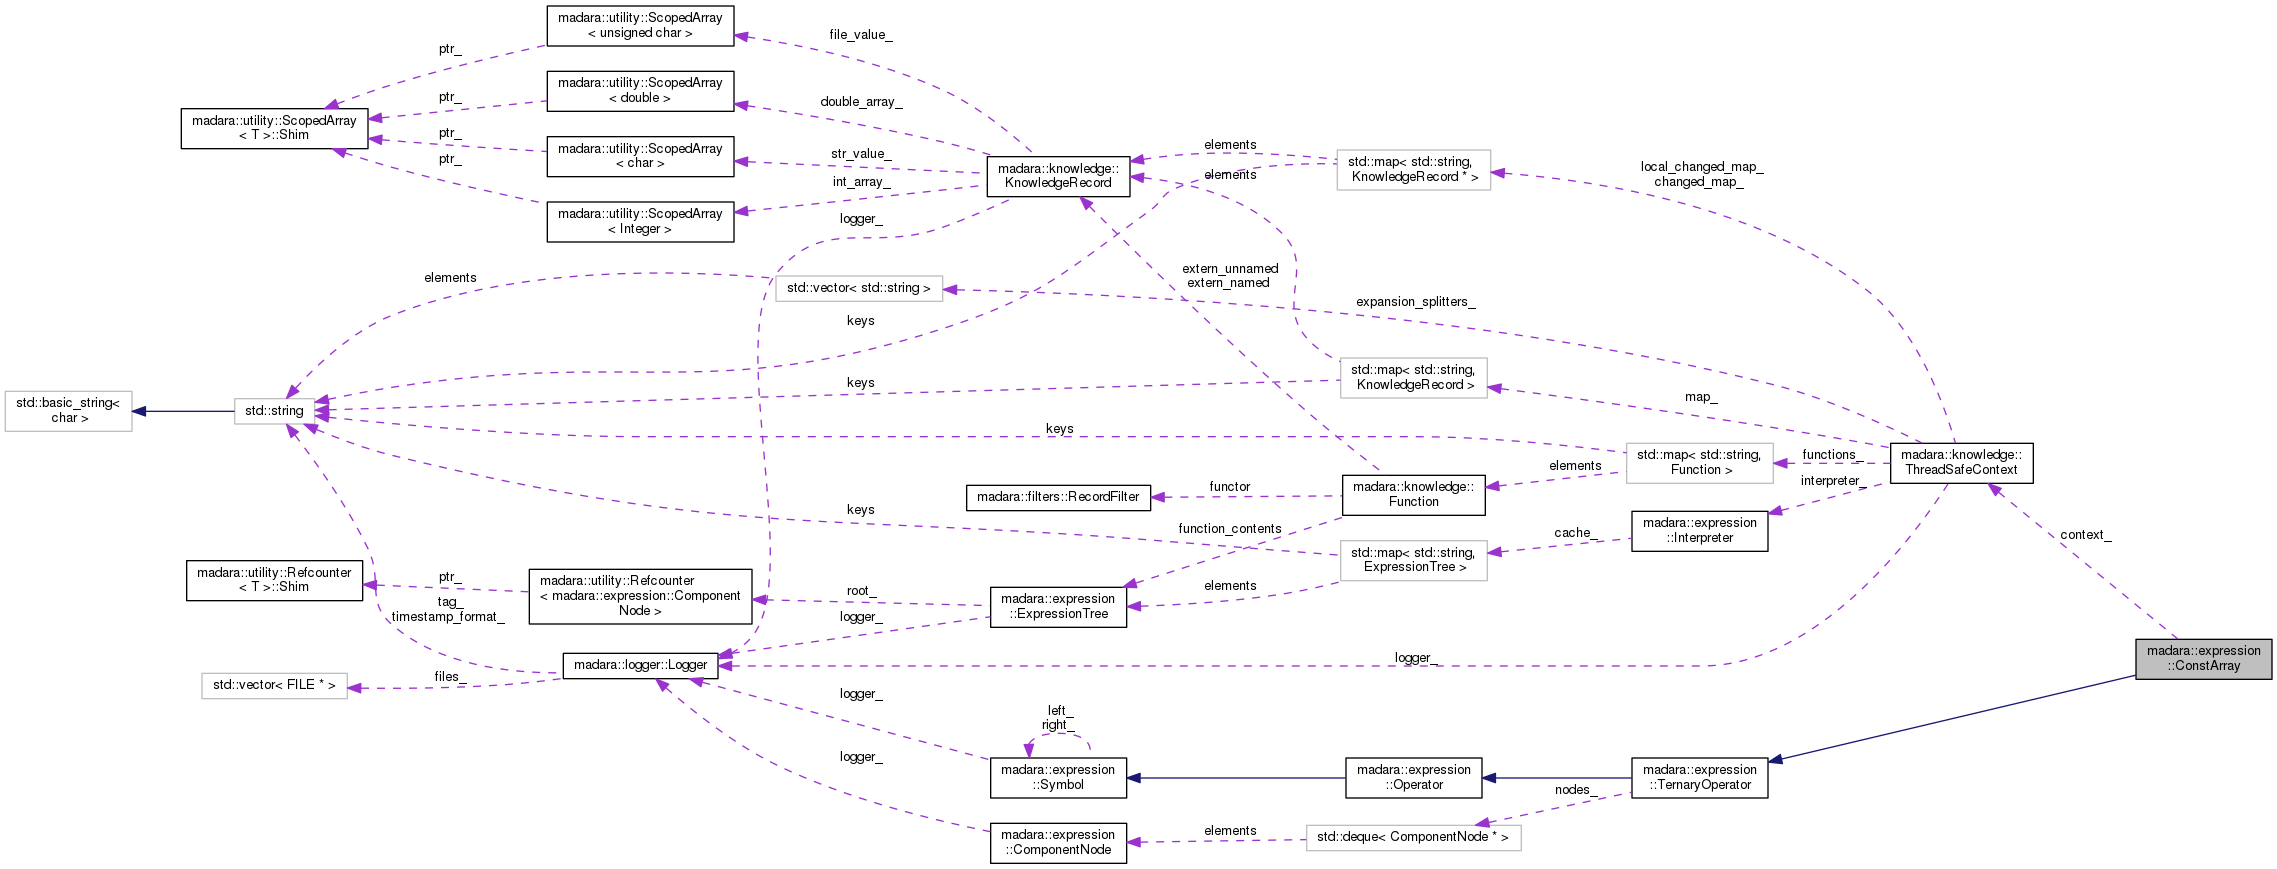 madara::utility::ScopedArray
< unsigned char >
file_value_
ptr_
madara::utility::ScopedArray
< double >
ptr_
double_array_
madara::utility::ScopedArray
< T >::Shim
ptr_
madara::utility::ScopedArray
< char >
str_value_
elements
std::map< std::string,
KnowledgeRecord * >
local_changed_map_
changed_map_
ptr_
int_array_
madara::knowledge::
KnowledgeRecord
elements
madara::utility::ScopedArray
< Integer >
logger_
elements
std::vector< std::string >
extern_unnamed
extern_named
expansion_splitters_
keys
std::map< std::string,
KnowledgeRecord >
keys
map_
std::basic_string<
char >
std::string
keys
std::map< std::string,
Function >
functions_
madara::knowledge::
ThreadSafeContext
elements
interpreter_
madara::filters::RecordFilter
functor
madara::knowledge::
Function
keys
function_contents
madara::expression
::Interpreter
cache_
context_
std::map< std::string,
ExpressionTree >
madara::utility::Refcounter
< T >::Shim
ptr_
madara::utility::Refcounter
< madara::expression::Component
Node >
root_
madara::expression
::ExpressionTree
elements
tag_
timestamp_format_
logger_
madara::logger::Logger
logger_
madara::expression
::ConstArray
std::vector< FILE * >
files_
logger_
left_
right_
logger_
madara::expression
::Symbol
madara::expression
::Operator
madara::expression
::TernaryOperator
nodes_
madara::expression
::ComponentNode
elements
std::deque< ComponentNode * >